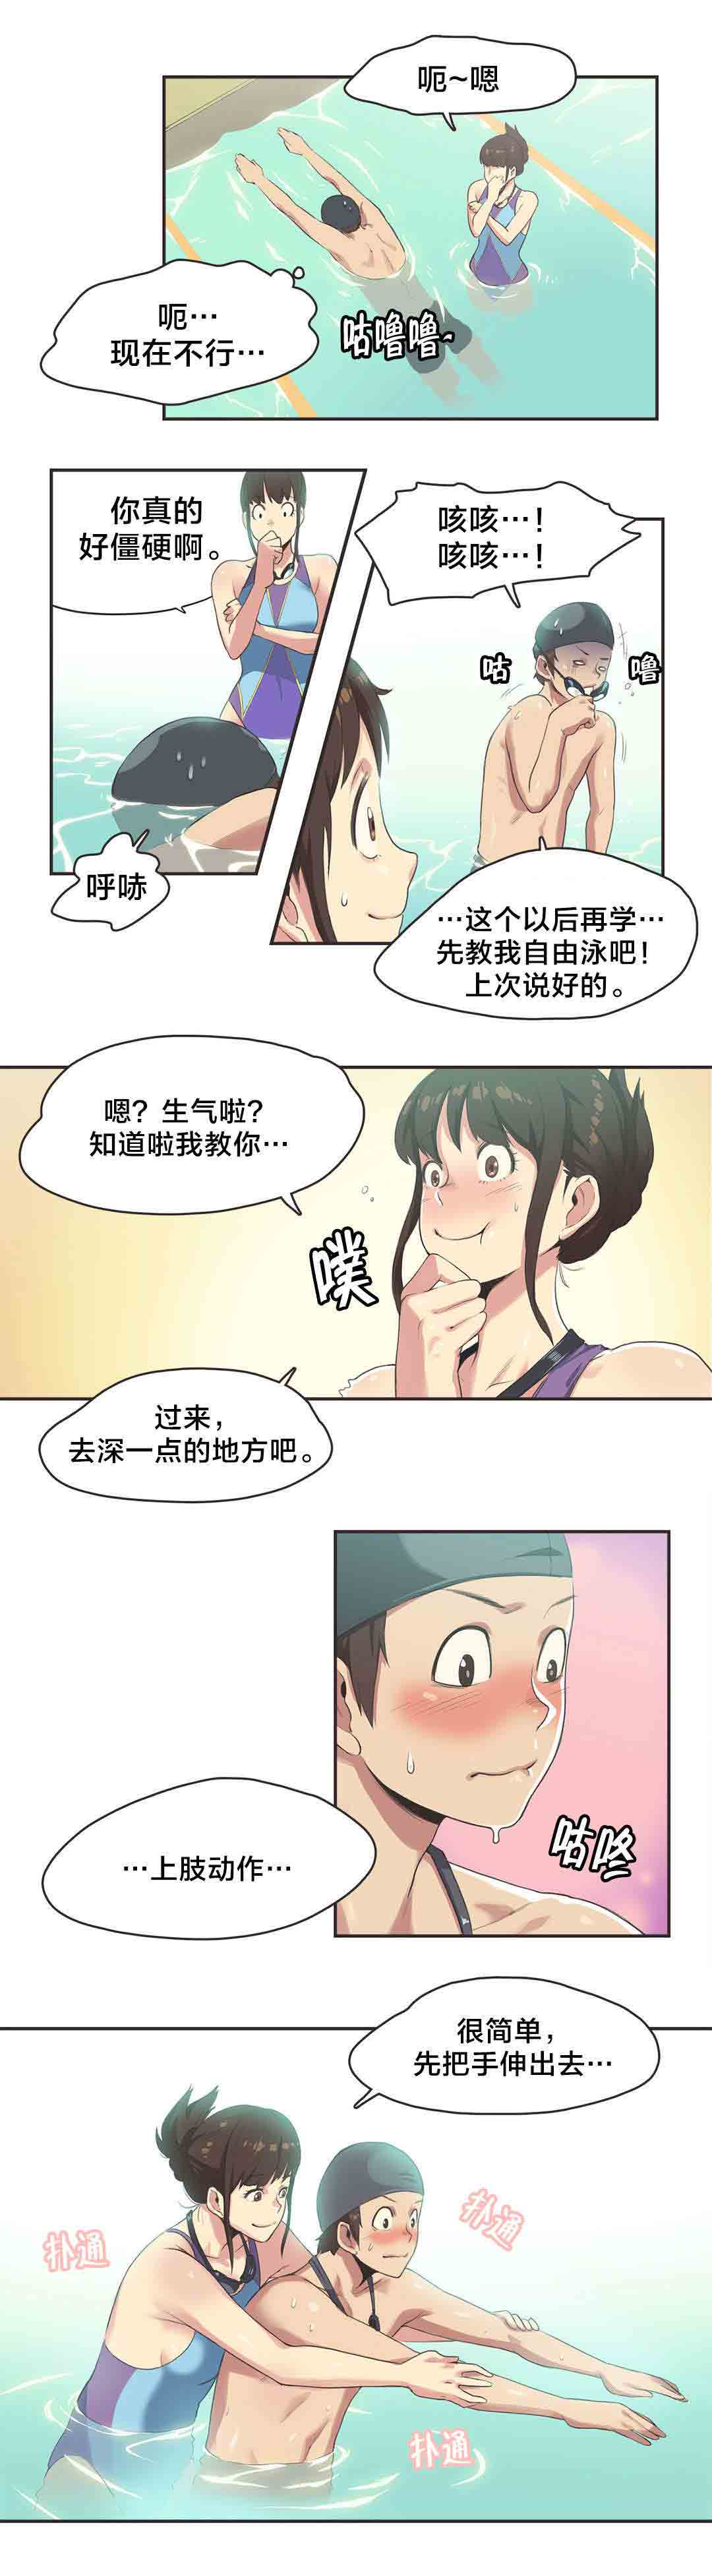 呃~嗯
呃…
现在不行…
咕噜噜~
你真的
好僵硬啊。
咳咳…!
咳咳…!
咕
噜
呼哧
…这个以后再学…
先教我自由泳吧!
上次说好的。
嗯?生气啦?
知道啦我教你…
噗
过来,
去深一点的地方吧。
咕咚
…上肢动作…
很简单,
先把手伸出去…
扑通
扑通
扑通